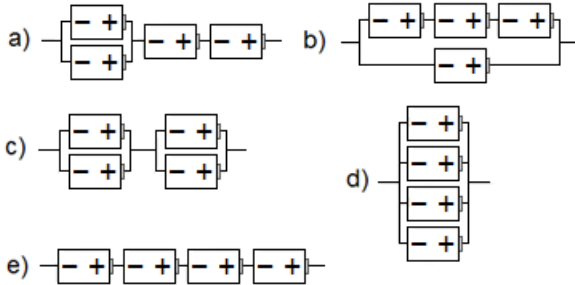 a) − + − + − + − +
b) − + − + − + − +
c) − + − + − + − +
d) − + − + − + − +
e) − + − + − + − +